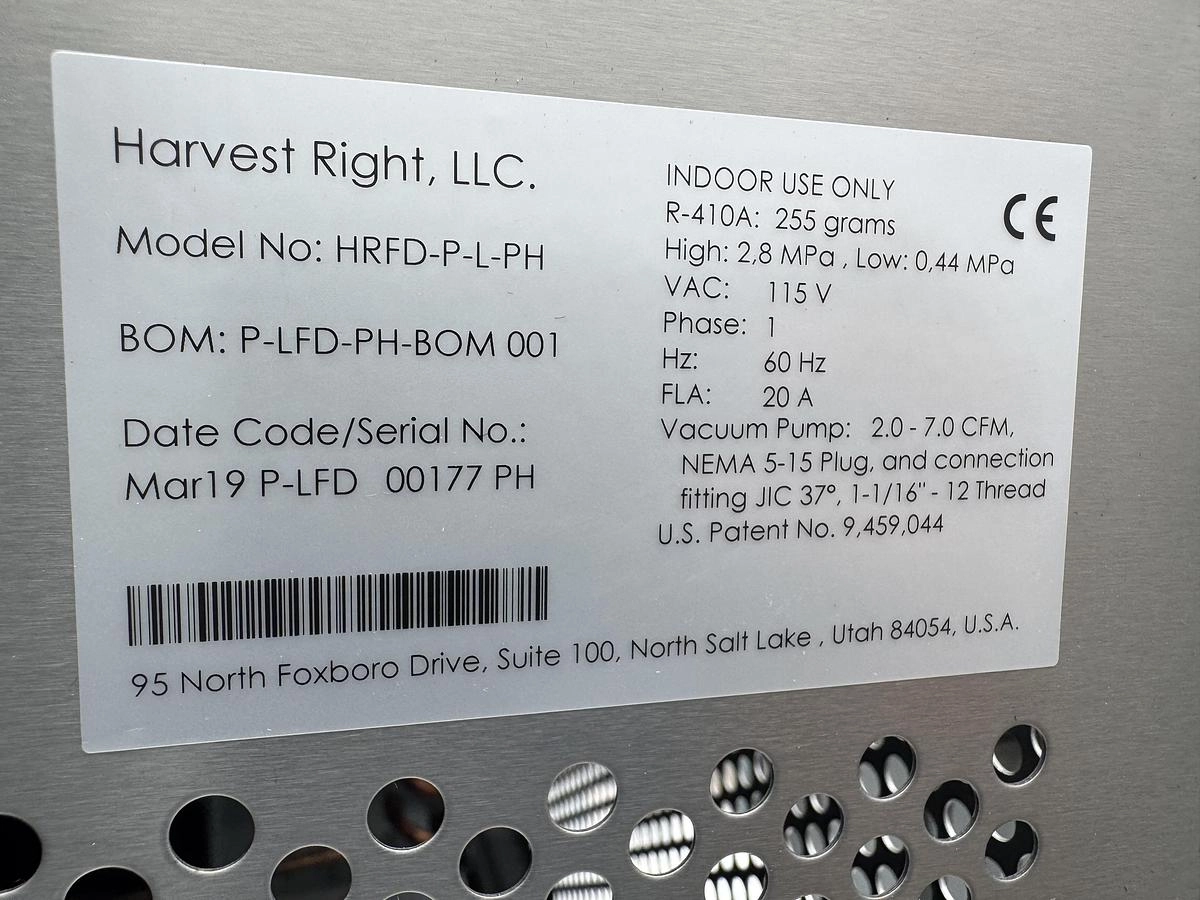 Harvest Right, LLC.
Model No: HRFD-P-L-PH
BOM: P-LFD-PH-BOM 001
Date Code/Serial No.:
Mar19 P-LFD 00177 PH
INDOOR USE ONLY
R-410A: 255 grams
CE
High: 2,8 MPa , Low: 0,44 MPa
VAC: 115 V
Phase: 1
Hz: 60 Hz
FLA: 20 A
Vacuum Pump: 2.0 - 7.0 CFM,
NEMA 5-15 Plug, and connection
fitting JIC 37°, 1-1/16" - 12 Thread
U.S. Patent No. 9,459,044
95 North Foxboro Drive, Suite 100, North Salt Lake , Utah 84054, U.S.A.